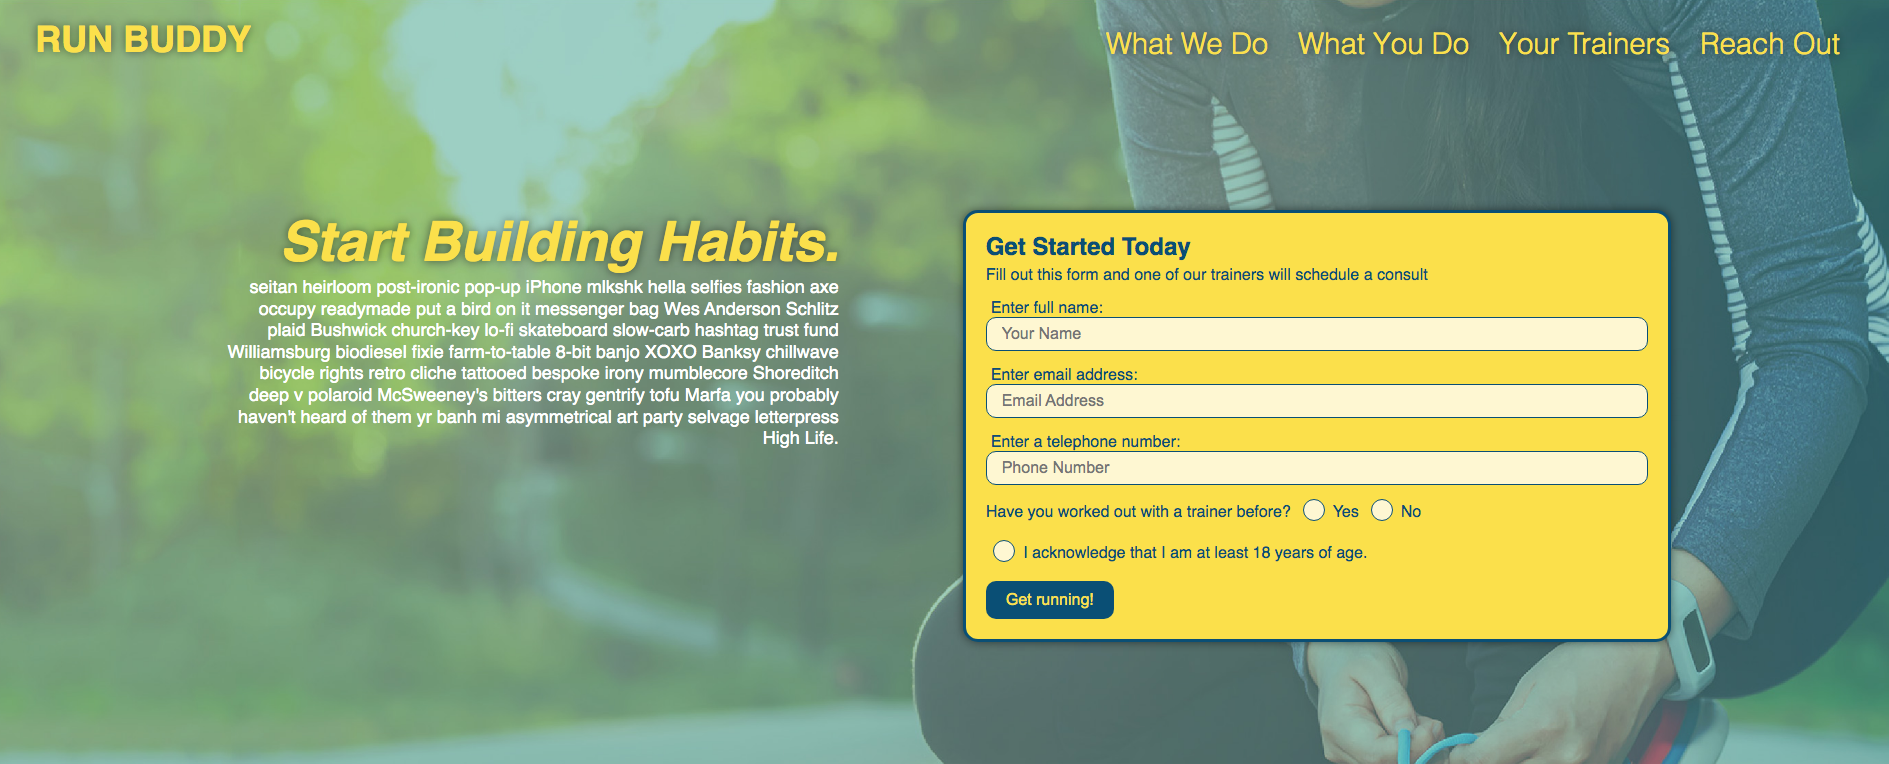 RUN BUDDY
What We Do What You Do Your Trainers Reach Out
Start Building Habits.
seitan heirloom post-ironic pop-up iPhone mlkshk hella selfies fashion axe
occupy readymade put a bird on it messenger bag Wes Anderson Schlitz
plaid Bushwick church-key lo-fi skateboard slow-carb hashtag trust fund
Williamsburg biodiesel fixie farm-to-table 8-bit banjo XOXO Banksy chillwave
bicycle rights retro cliche tattooed bespoke irony mumblecore Shoreditch
deep v polaroid McSweeney's bitters cray gentrify tofu Marfa you probably
haven't heard of them yr banh mi asymmetrical art party selvage letterpress
High Life.
Get Started Today
Fill out this form and one of our trainers will schedule a consult
Enter full name:
Your Name
Enter email address:
Email Address
Enter a telephone number:
Phone Number
Have you worked out with a trainer before? Yes No
I acknowledge that I am at least 18 years of age.
Get running!